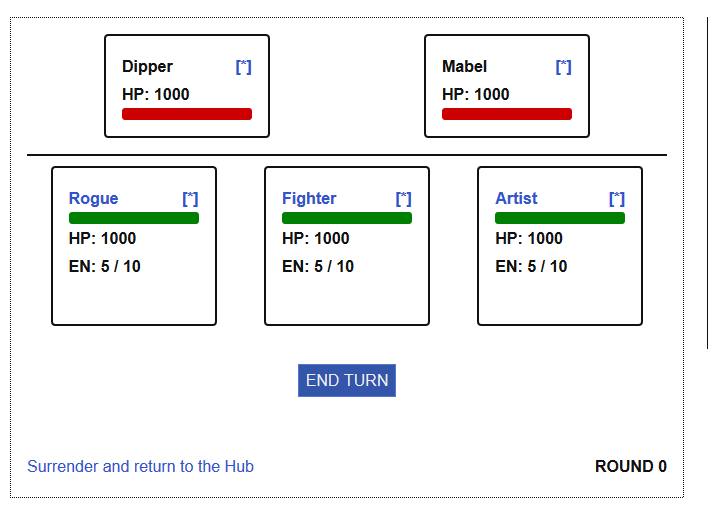 Dipper [*] Mabel [*]
HP: 1000 HP: 1000
Rogue [*] Fighter [*] Artist [*]
HP: 1000 HP: 1000 HP: 1000
EN: 5 / 10 EN: 5 / 10 EN: 5 / 10
END TURN
Surrender and return to the Hub ROUND 0